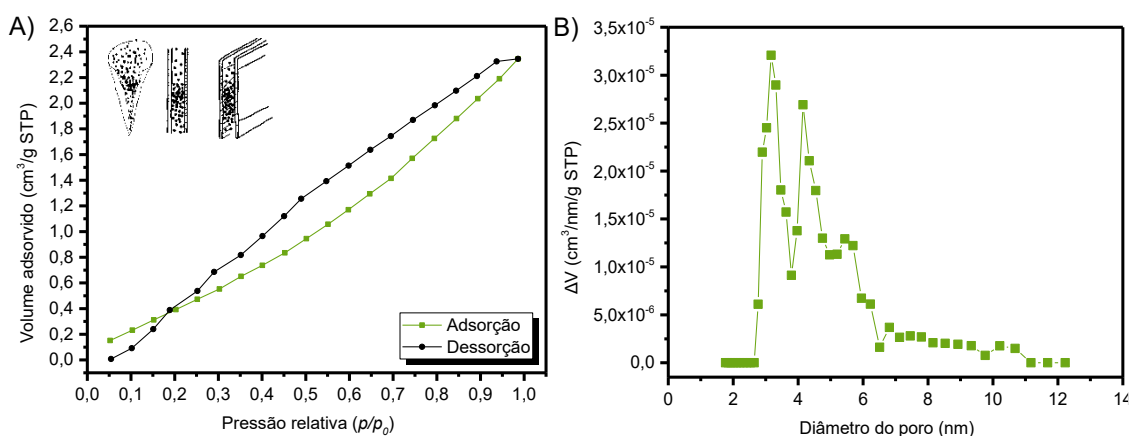 A)
2,6
2,4
2,2
2,0
1,8
1,6
1,4
1,2
1,0
0,8
0,6
0,4
0,2
0,0
Volume adsorvido (cm³/g STP)
Adsorção
Dessorção
0,0 0,1 0,2 0,3 0,4 0,5 0,6 0,7 0,8 0,9 1,0
Pressão relativa (p/p₀)
B)
3,5x10⁻⁵
3,0x10⁻⁵
2,5x10⁻⁵
2,0x10⁻⁵
1,5x10⁻⁵
1,0x10⁻⁵
5,0x10⁻⁶
0,0
ΔV (cm³/nm/g STP)
0 2 4 6 8 10 12 14
Diâmetro do poro (nm)